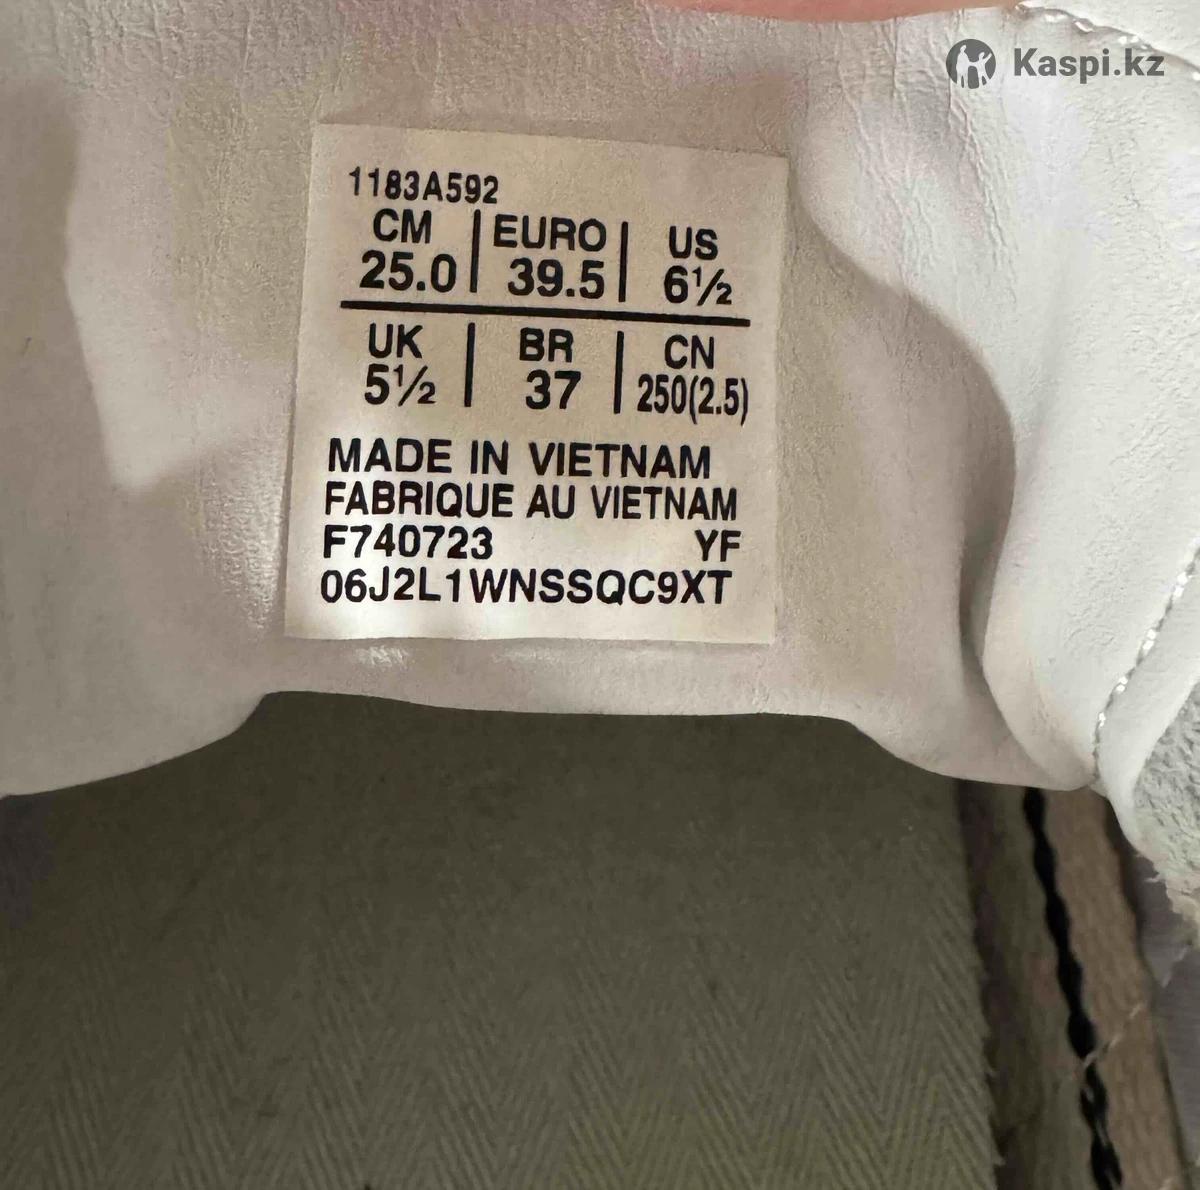 Kaspi.kz
1183A592
CM | EURO | US
25.0 | 39.5 | 6½
UK | BR | CN
5½ | 37 | 250(2.5)
MADE IN VIETNAM
FABRIQUE AU VIETNAM
F740723 YF
06J2L1WNSSQC9XT